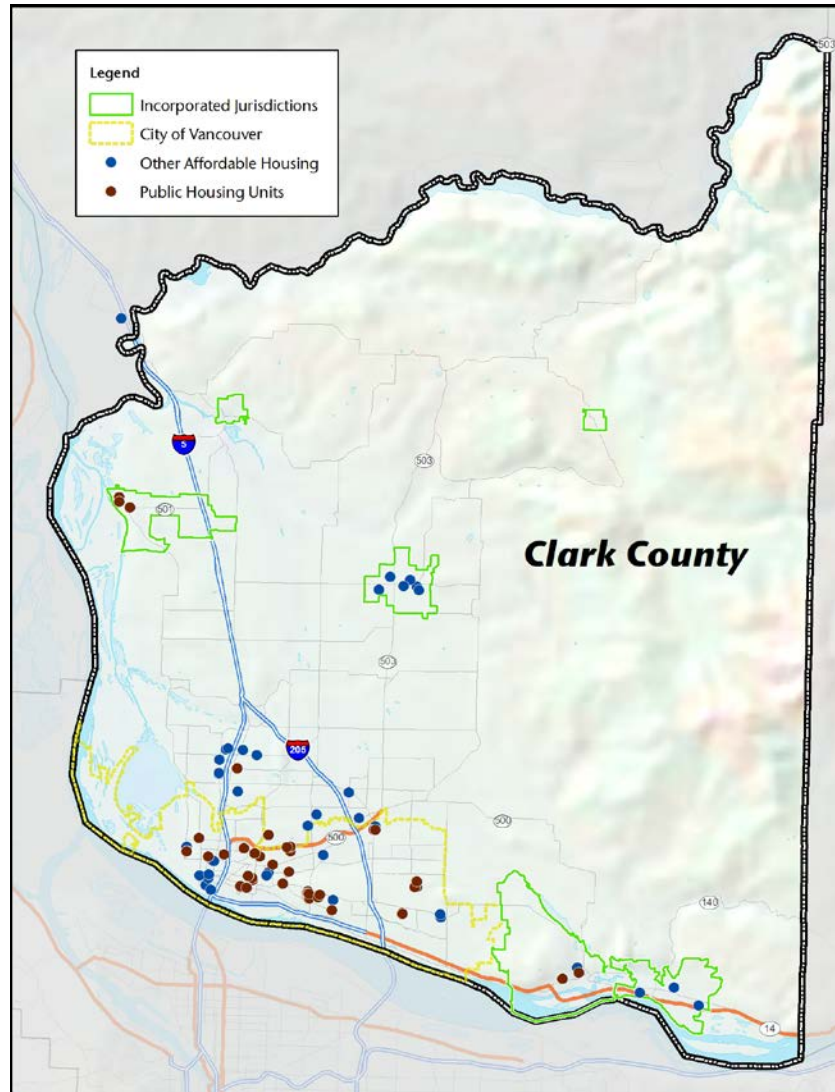 503
Legend
Incorporated Jurisdictions
City of Vancouver
Other Affordable Housing
Public Housing Units
5
503
501
Clark County
503
205
500
500
140
14